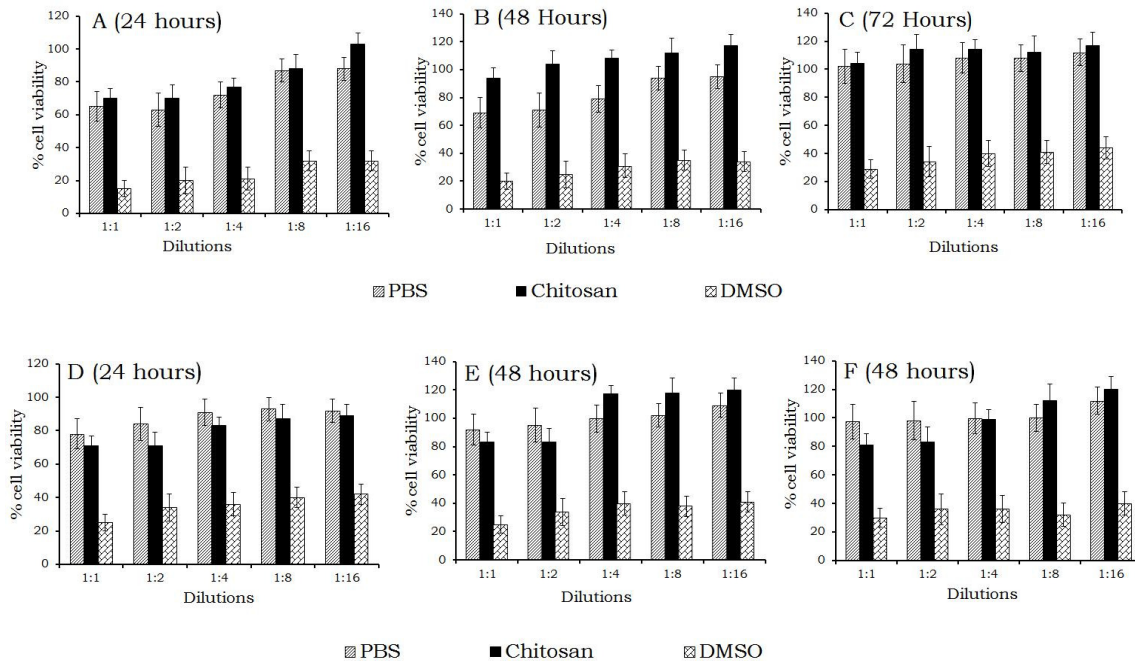 A (24 hours)
120
100
80
60
40
20
0
% cell viability
1:1 1:2 1:4 1:8 1:16
Dilutions
B (48 Hours)
140
120
100
80
60
40
20
0
% cell viability
1:1 1:2 1:4 1:8 1:16
Dilutions
C (72 Hours)
140
120
100
80
60
40
20
0
% cell viability
1:1 1:2 1:4 1:8 1:16
Dilutions
PBS Chitosan DMSO
D (24 hours)
120
100
80
60
40
20
0
% cell viability
1:1 1:2 1:4 1:8 1:16
Dilutions
E (48 hours)
140
120
100
80
60
40
20
0
% cell viability
1:1 1:2 1:4 1:8 1:16
Dilutions
F (48 hours)
140
120
100
80
60
40
20
0
% cell viability
1:1 1:2 1:4 1:8 1:16
Dilutions
PBS Chitosan DMSO